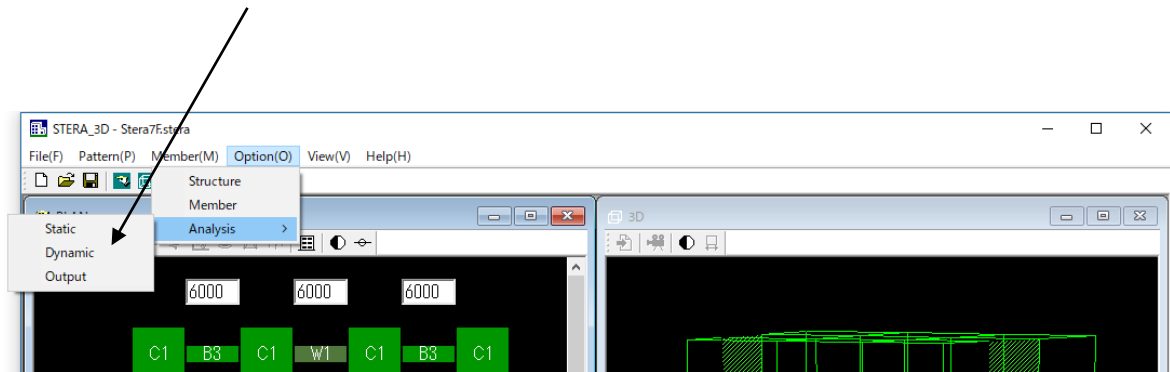 STERA_3D - Stera7F.stera
File(F) Pattern(P) Member(M) Option(O) View(V) Help(H)
Structure
Member
Analysis >
Static
Dynamic
Output
3D
6000 6000 6000
C1 B3 C1 W1 C1 B3 C1